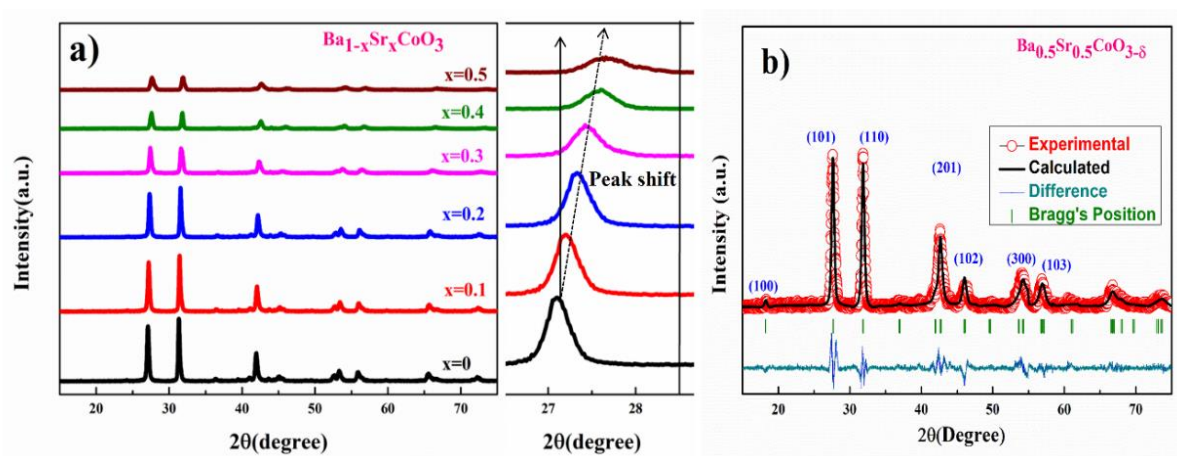 a)
Ba1-xSrxCoO3
x=0.5
x=0.4
x=0.3
x=0.2
x=0.1
x=0
Intensity(a.u.)
20 30 40 50 60 70
2θ(degree)
Peak shift
27 28
2θ(degree)
b)
Ba0.5Sr0.5CoO3-δ
(101)
(110)
(201)
(100)
(102)
(300)
(103)
Experimental
Calculated
Difference
Bragg's Position
Intensity (a.u.)
20 30 40 50 60 70
2θ(Degree)